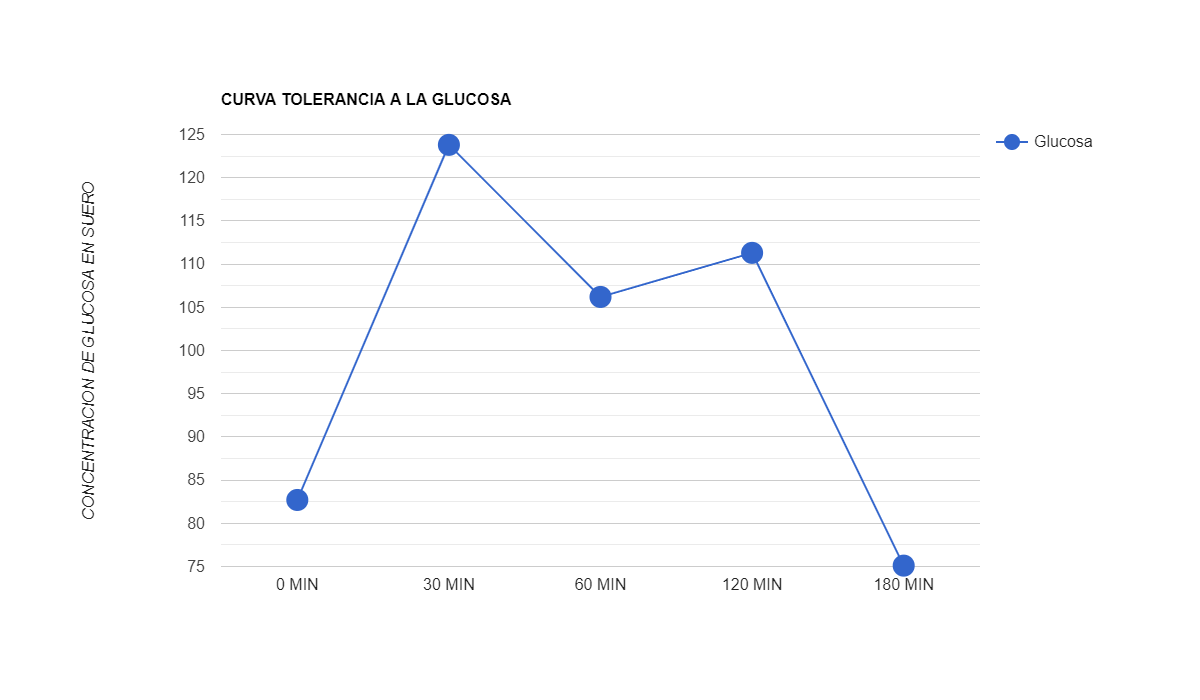 CURVA TOLERANCIA A LA GLUCOSA
Glucosa
CONCENTRACION DE GLUCOSA EN SUERO
125
120
115
110
105
100
95
90
85
80
75
0 MIN
30 MIN
60 MIN
120 MIN
180 MIN